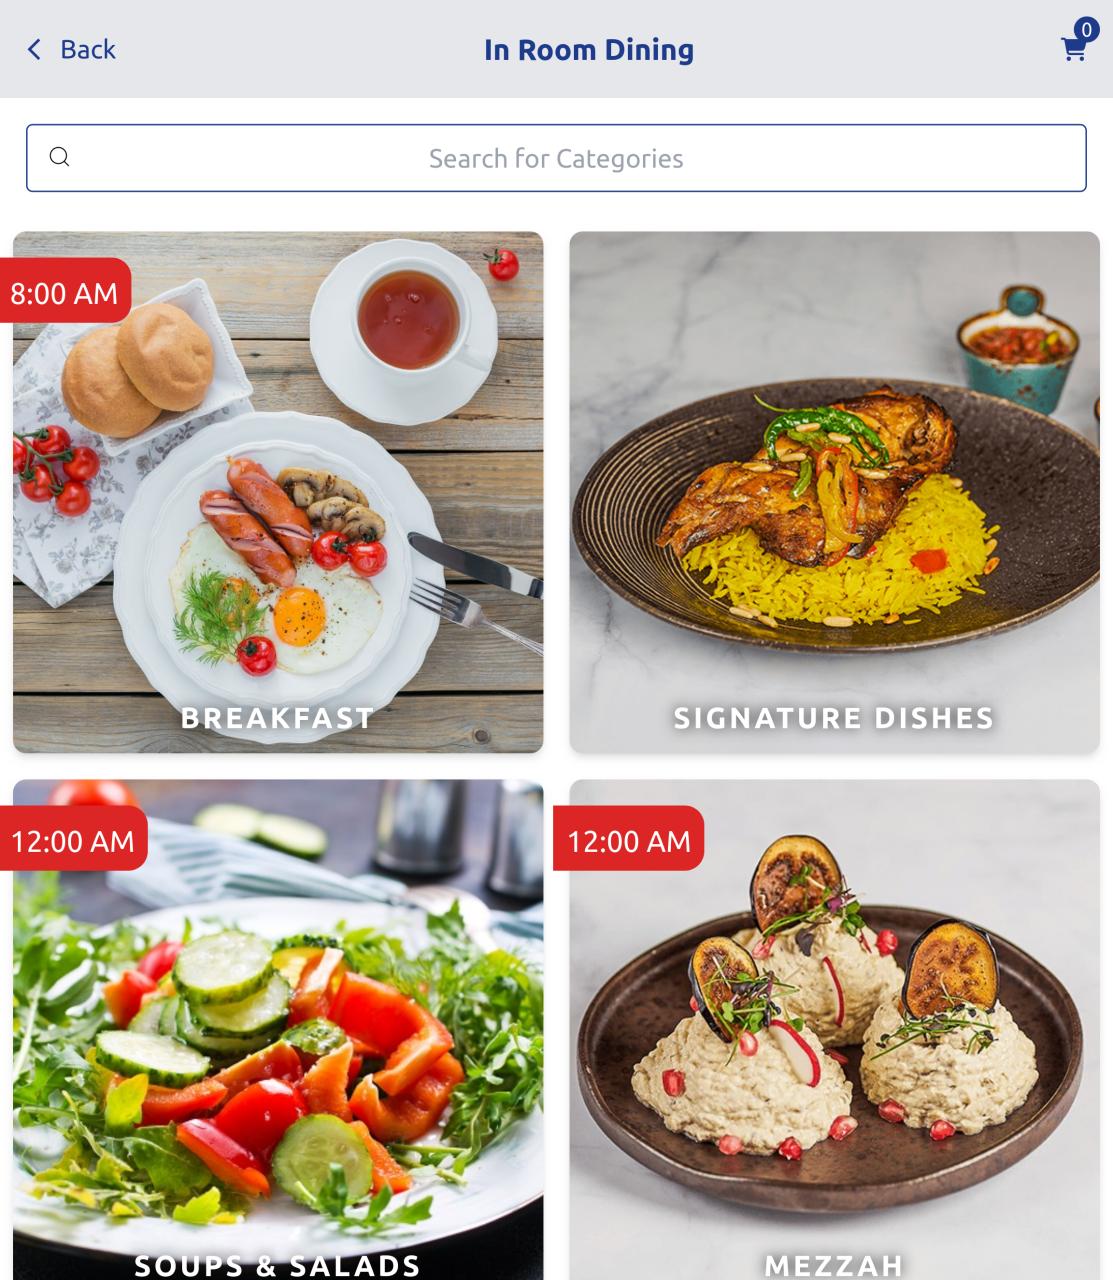 Back
In Room Dining
0
Search for Categories
8:00 AM
BREAKFAST
SIGNATURE DISHES
12:00 AM
12:00 AM
SOUPS & SALADS
MEZZAH